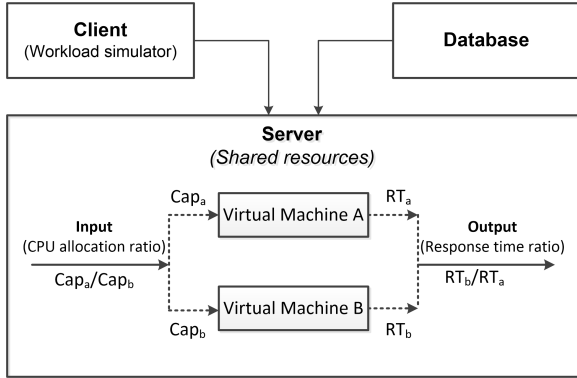 Client
(Workload simulator)
Database
Server
(Shared resources)
Cap_a
Virtual Machine A
RT_a
Input
(CPU allocation ratio)
Cap_a/Cap_b
Output
(Response time ratio)
RT_b/RT_a
Cap_b
Virtual Machine B
RT_b